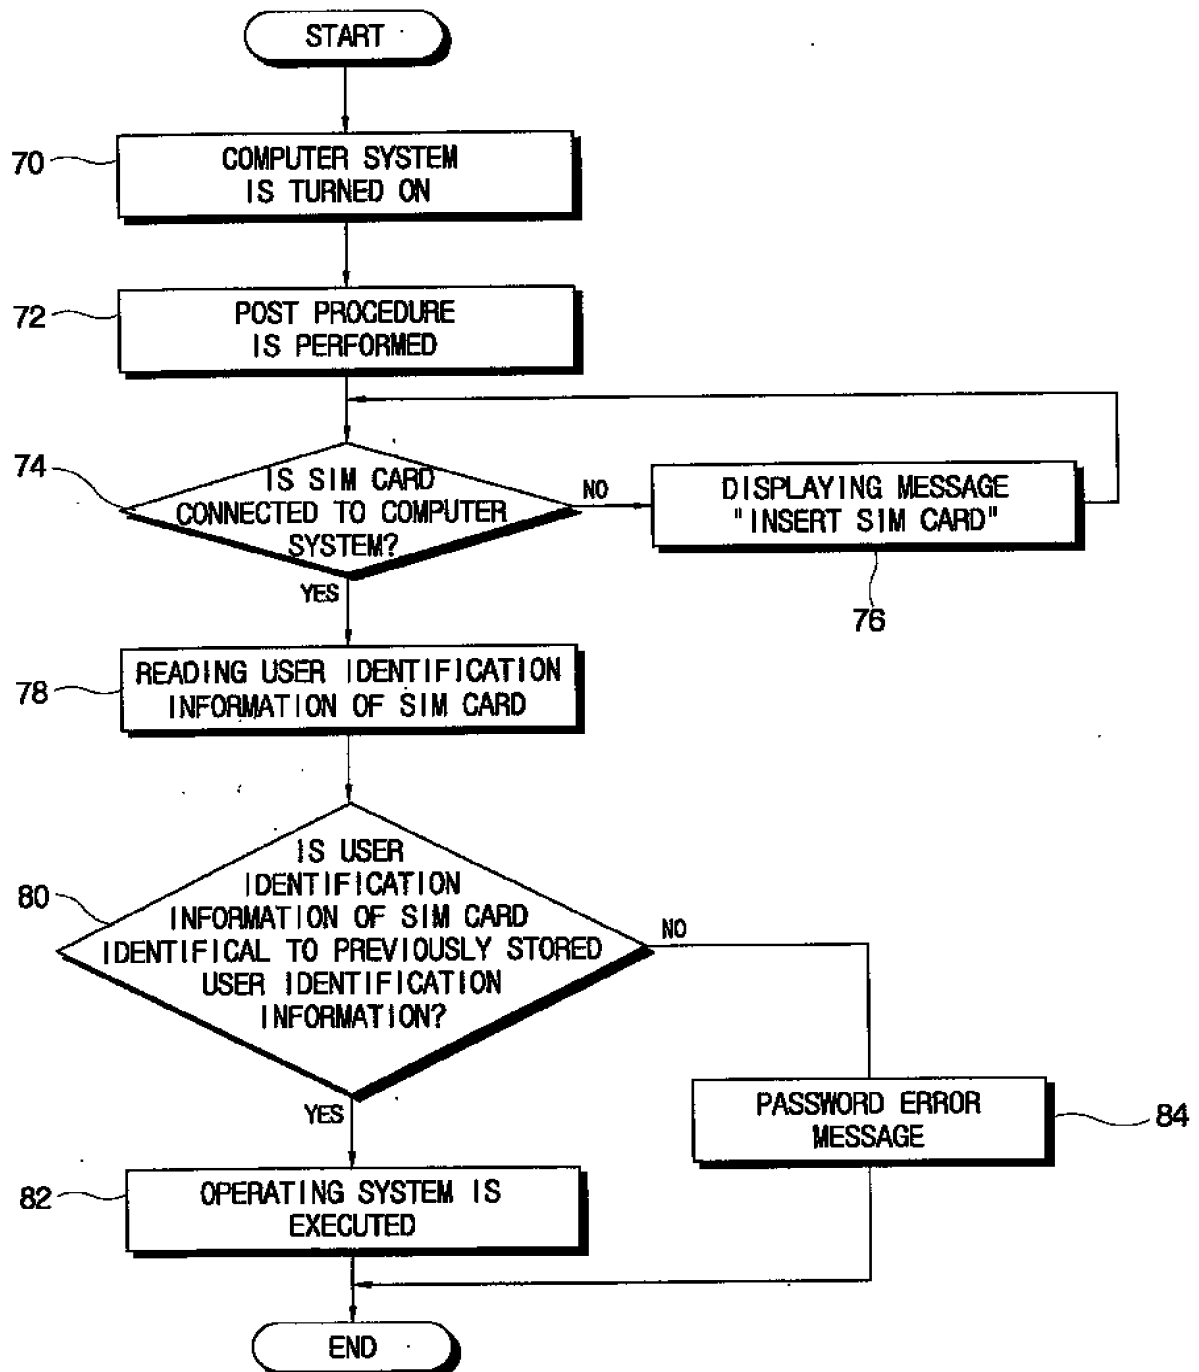 START
70
COMPUTER SYSTEM
IS TURNED ON
72
POST PROCEDURE
IS PERFORMED
74
IS SIM CARD
CONNECTED TO COMPUTER
SYSTEM?
NO
DISPLAYING MESSAGE
"INSERT SIM CARD"
76
YES
78
READING USER IDENTIFICATION
INFORMATION OF SIM CARD
80
IS USER
IDENTIFICATION
INFORMATION OF SIM CARD
IDENTIFICAL TO PREVIOUSLY STORED
USER IDENTIFICATION
INFORMATION?
NO
YES
PASSWORD ERROR
MESSAGE
84
82
OPERATING SYSTEM IS
EXECUTED
END